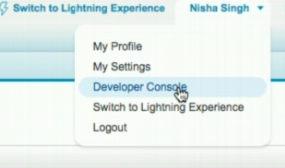 Switch to Lightning Experience Nisha Singh
My Profile
My Settings
Developer Console
Switch to Lightning Experience
Logout